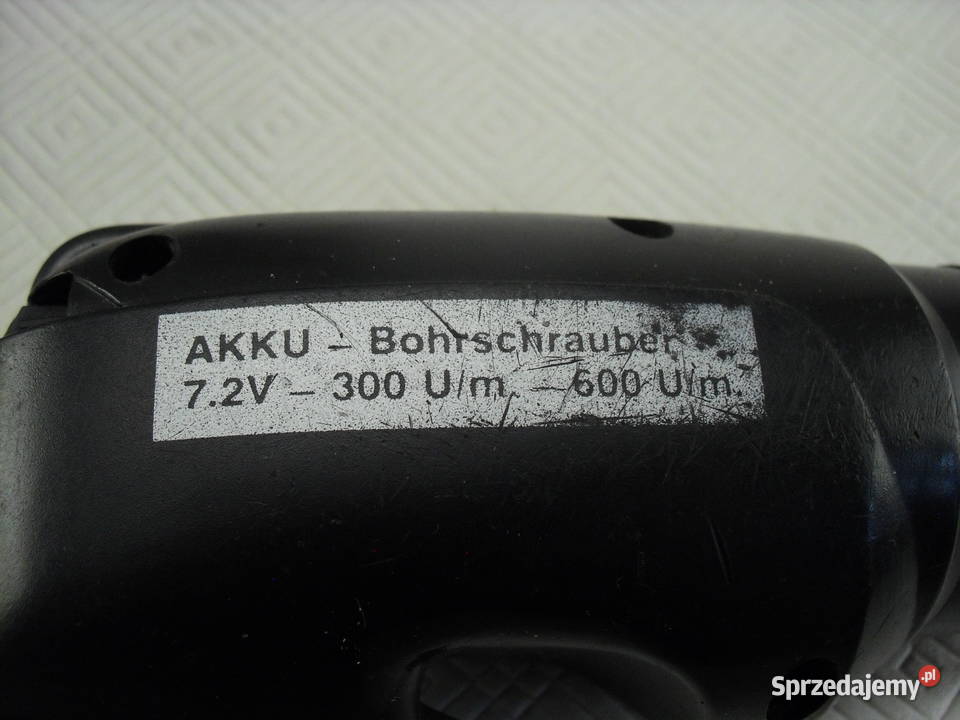 AKKU - Bohrschrauber
7.2V - 300 U/m. - 600 U/m.
Sprzedajemy.pl